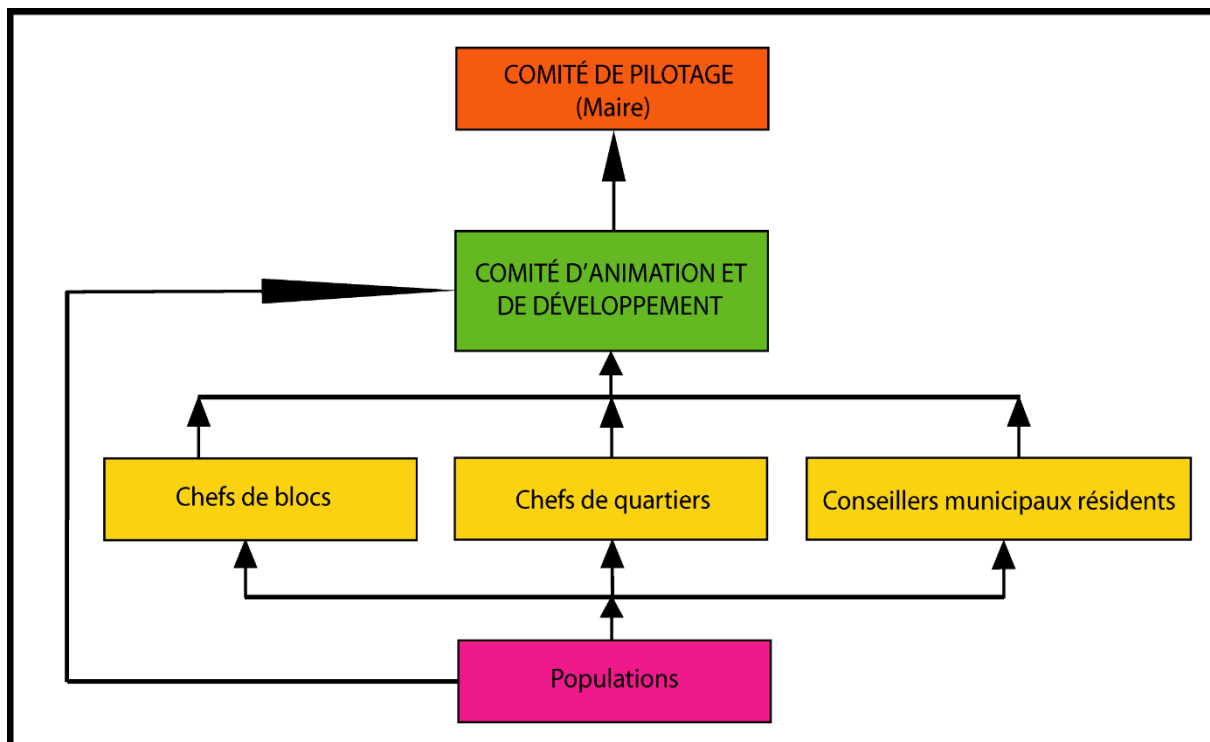 COMITÉ DE PILOTAGE
(Maire)
COMITÉ D'ANIMATION ET
DE DÉVELOPPEMENT
Chefs de blocs
Chefs de quartiers
Conseillers municipaux résidents
Populations